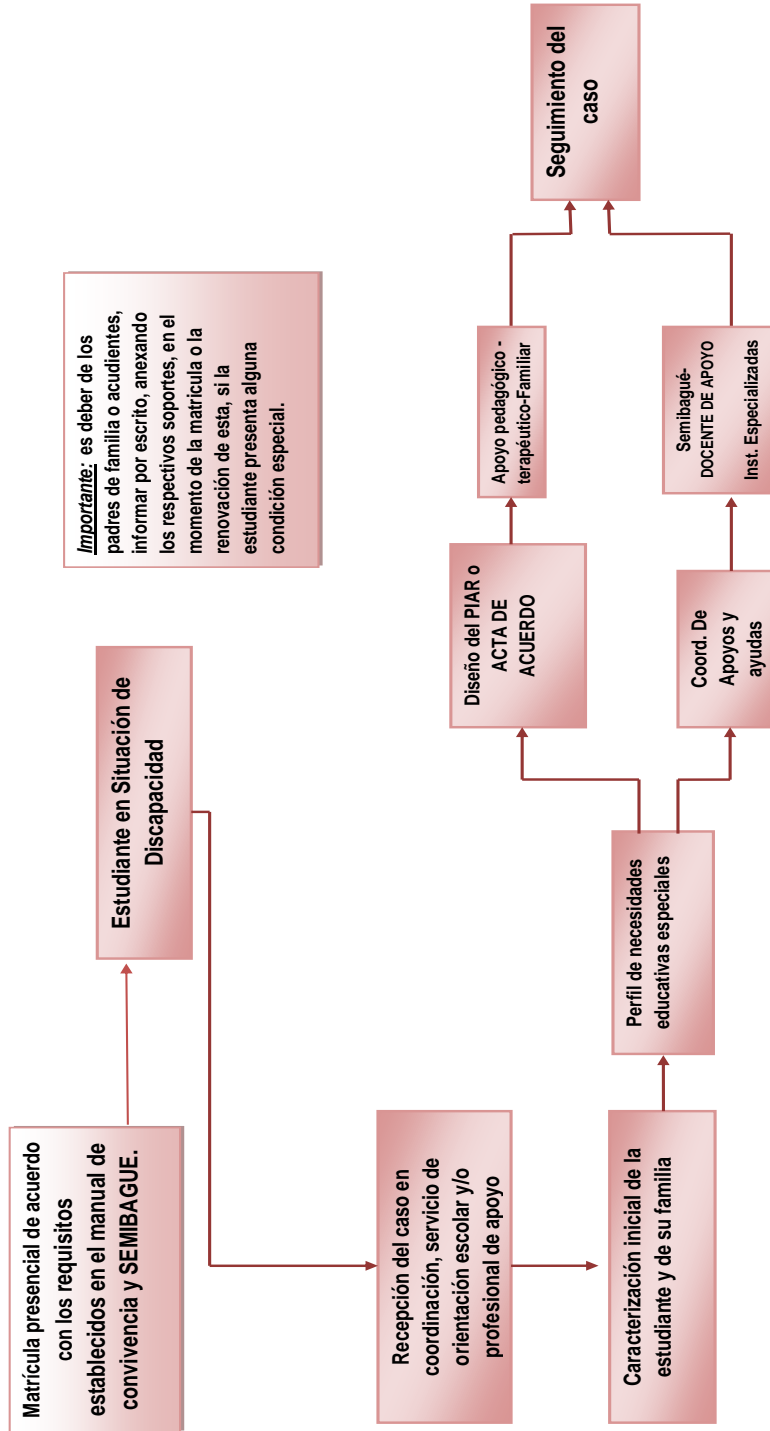 Matrícula presencial de acuerdo
con los requisitos
establecidos en el manual de
convivencia y SEMIBAGUE.
Estudiante en Situación de
Discapacidad
Importante: es deber de los
padres de familia o acudientes,
informar por escrito, anexando
los respectivos soportes, en el
momento de la matricula o la
renovación de esta, si la
estudiante presenta alguna
condición especial.
Recepción del caso en
coordinación, servicio de
orientación escolar y/o
profesional de apoyo
Caracterización inicial de la
estudiante y de su familia
Perfil de necesidades
educativas especiales
Diseño del PIAR o
ACTA DE
ACUERDO
Apoyo pedagógico -
terapéutico-Familiar
Coord. De
Apoyos y
ayudas
Semibagué-
DOCENTE DE APOYO
Inst. Especializadas
Seguimiento del
caso